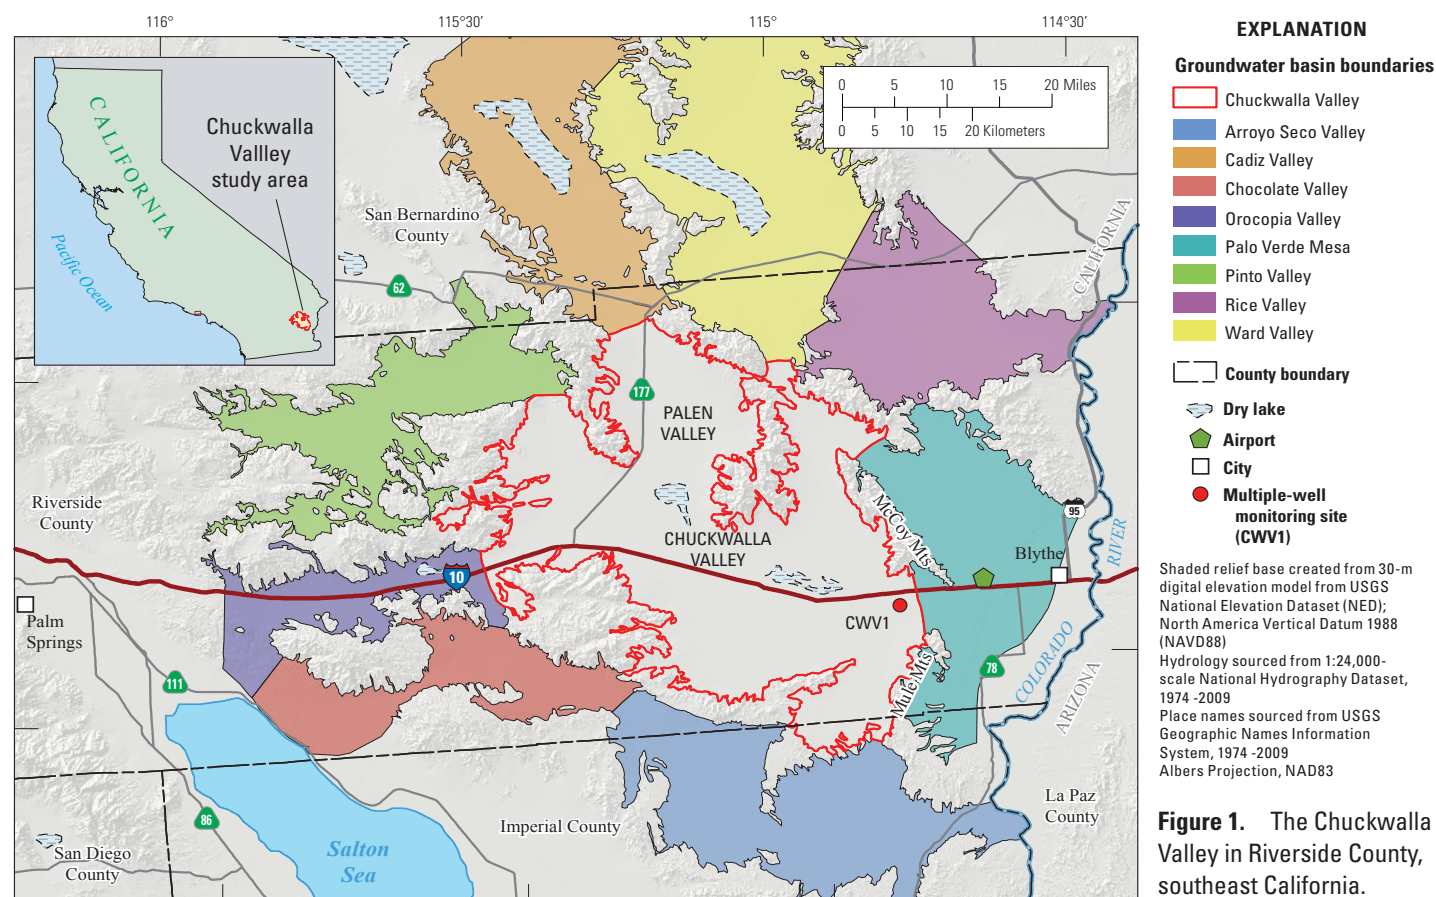 116°
115°30'
115°
114°30'
CALIFORNIA
Pacific Ocean
Chuckwalla
Vallley
study area
0 5 10 15 20 Miles
0 5 10 15 20 Kilometers
San Bernardino
County
62
177
PALEN
VALLEY
CALIFORNIA
Riverside
County
McCoy Mts
95
CHUCKWALLA
VALLEY
Blythe
RIVER
10
CWV1
Palm
Springs
111
Mule Mts
78
COLORADO
ARIZONA
86
Imperial County
La Paz
County
Salton
Sea
San Diego
County
EXPLANATION
Groundwater basin boundaries
Chuckwalla Valley
Arroyo Seco Valley
Cadiz Valley
Chocolate Valley
Orocopia Valley
Palo Verde Mesa
Pinto Valley
Rice Valley
Ward Valley
County boundary
Dry lake
Airport
City
Multiple-well
monitoring site
(CWV1)
Shaded relief base created from 30-m
digital elevation model from USGS
National Elevation Dataset (NED);
North America Vertical Datum 1988
(NAVD88)
Hydrology sourced from 1:24,000-
scale National Hydrography Dataset,
1974 -2009
Place names sourced from USGS
Geographic Names Information
System, 1974 -2009
Albers Projection, NAD83
Figure 1. The Chuckwalla
Valley in Riverside County,
southeast California.